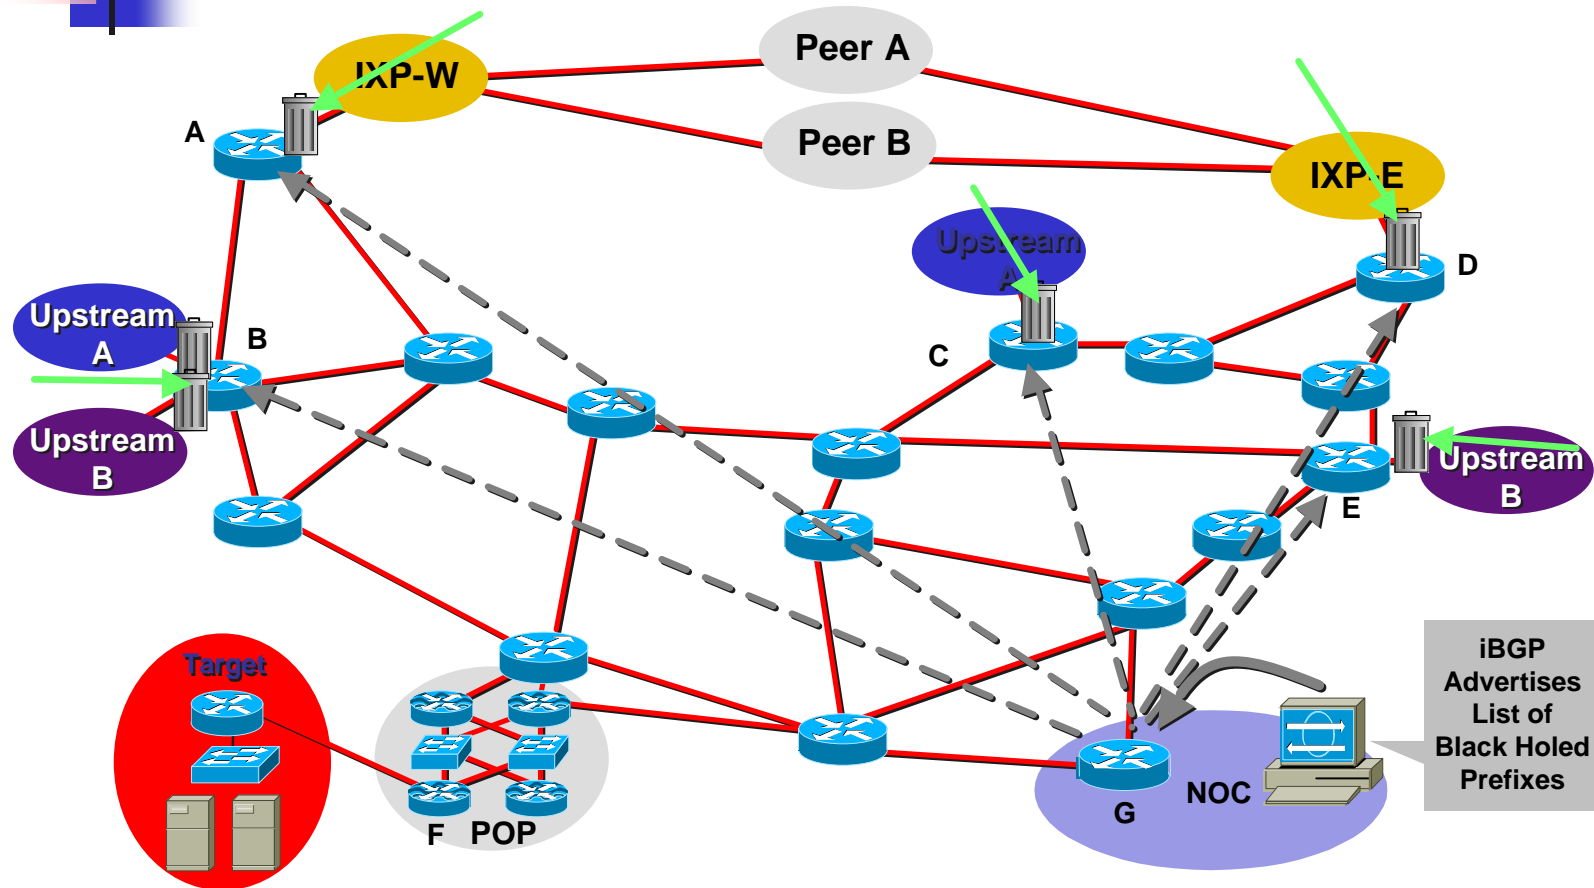 Peer A
IXP-W
A
Peer B
IXP-E
Upstream
A
D
Upstream
A
B
C
Upstream
B
Upstream
B
E
Target
iBGP
Advertises
List of
Black Holed
Prefixes
NOC
G
F
POP